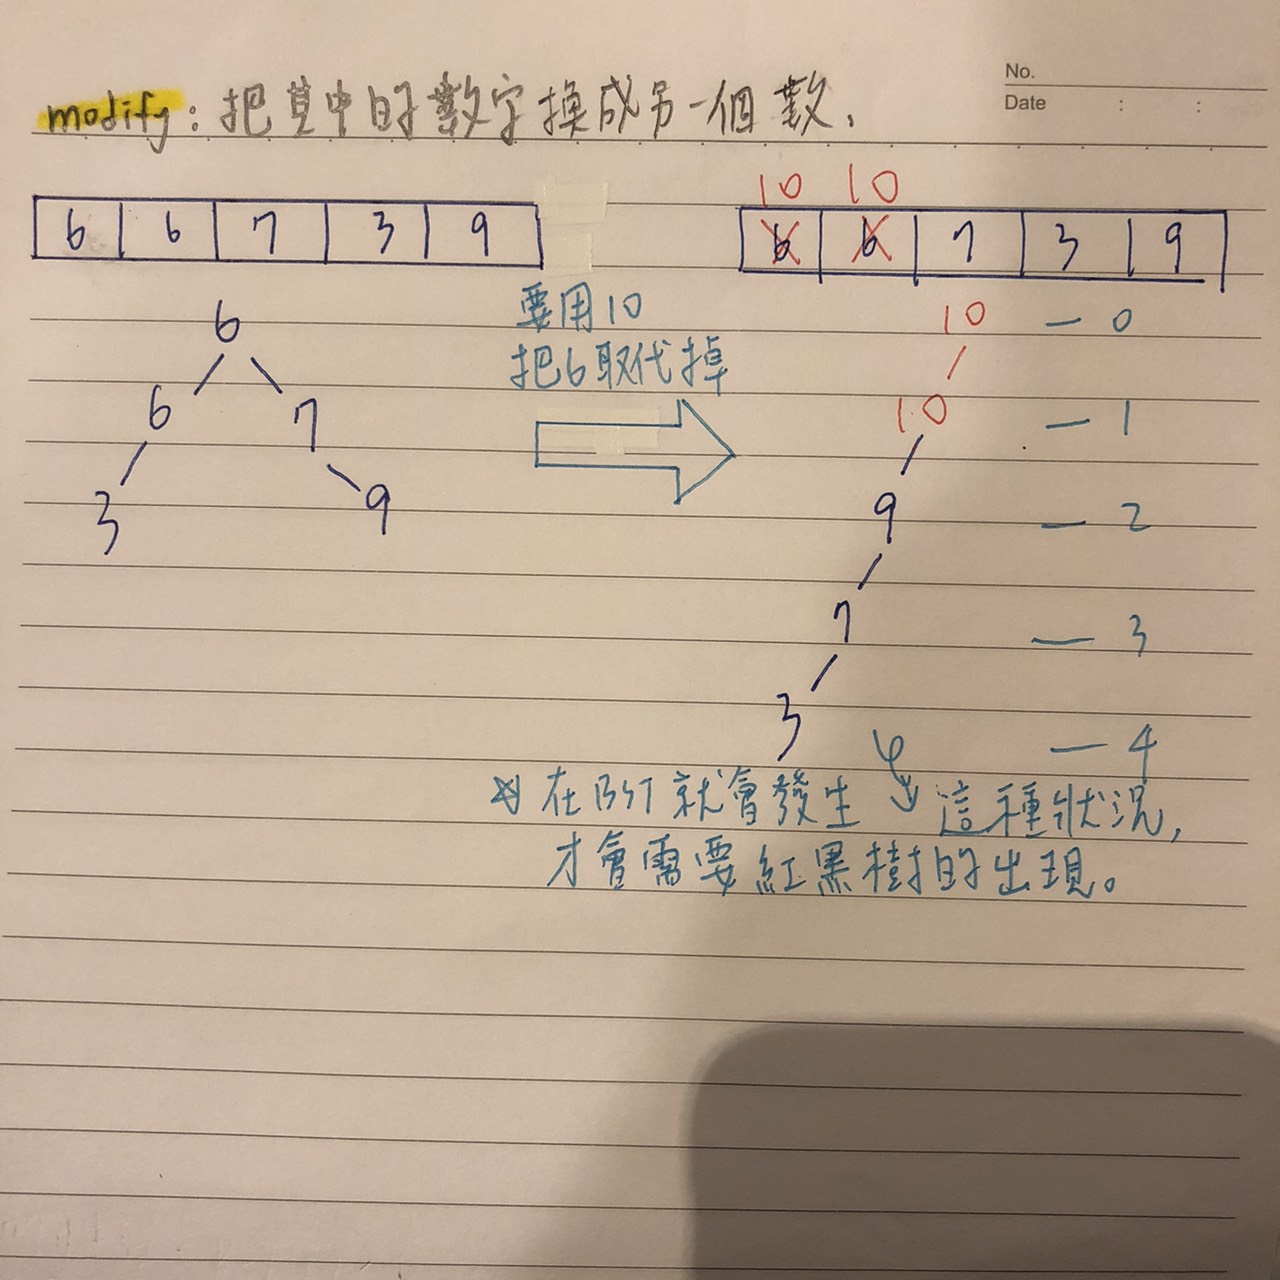 No.
Date : :
modify: 把其中的數字換成另一個數.
10 10
6 6 7 3 9
6 6 7 3 9
要用10
把6取代掉
6
6 7
3 9
10 — 0
10 — 1
9 — 2
7 — 3
3 — 4
☆ 在BST就會發生 這種狀況,
才會需要紅黑樹的出現。